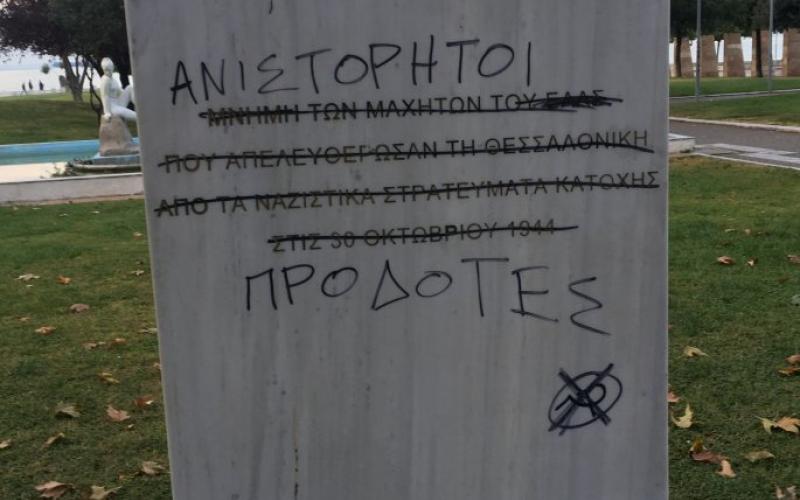 ΑΝΙΣΤΟΡΗΤΟΙ
ΜΝΗΜΗ ΤΩΝ ΜΑΧΗΤΩΝ ΤΟΥ ΕΛΑΣ
ΠΟΥ ΑΠΕΛΕΥΘΕΡΩΣΑΝ ΤΗ ΘΕΣΣΑΛΟΝΙΚΗ
ΑΠΟ ΤΑ ΝΑΖΙΣΤΙΚΑ ΣΤΡΑΤΕΥΜΑΤΑ ΚΑΤΟΧΗΣ
ΣΤΙΣ 30 ΟΚΤΩΒΡΙΟΥ 1944
ΠΡΟΔΟΤΕΣ